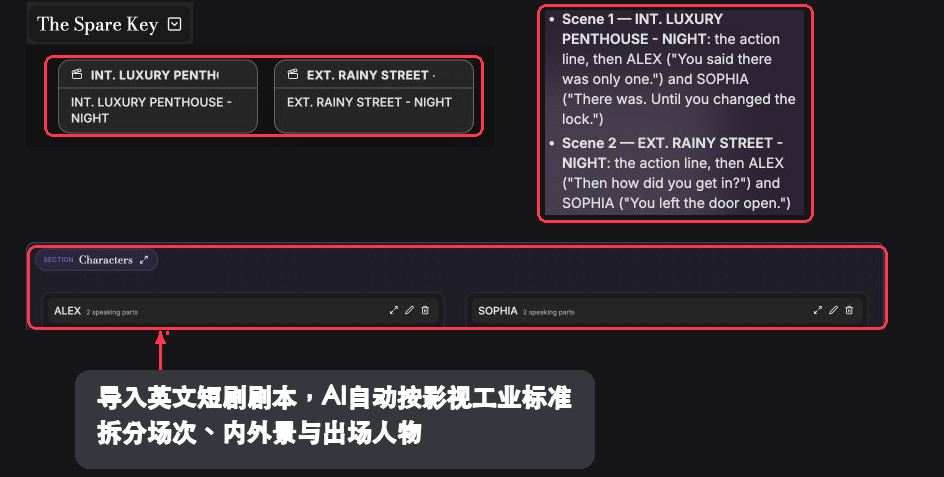 The Spare Key
INT. LUXURY PENTH
INT. LUXURY PENTHOUSE -
NIGHT
EXT. RAINY STREET ·
EXT. RAINY STREET - NIGHT
• Scene 1 — INT. LUXURY
PENTHOUSE - NIGHT: the action
line, then ALEX ("You said there
was only one.") and SOPHIA
("There was. Until you changed the
lock.")
• Scene 2 — EXT. RAINY STREET -
NIGHT: the action line, then ALEX
("Then how did you get in?") and
SOPHIA ("You left the door open.")
SECTION Characters
ALEX 2 speaking parts
SOPHIA 2 speaking parts
导入英文短剧剧本，AI自动按影视工业标准
拆分场次、内外景与出场人物